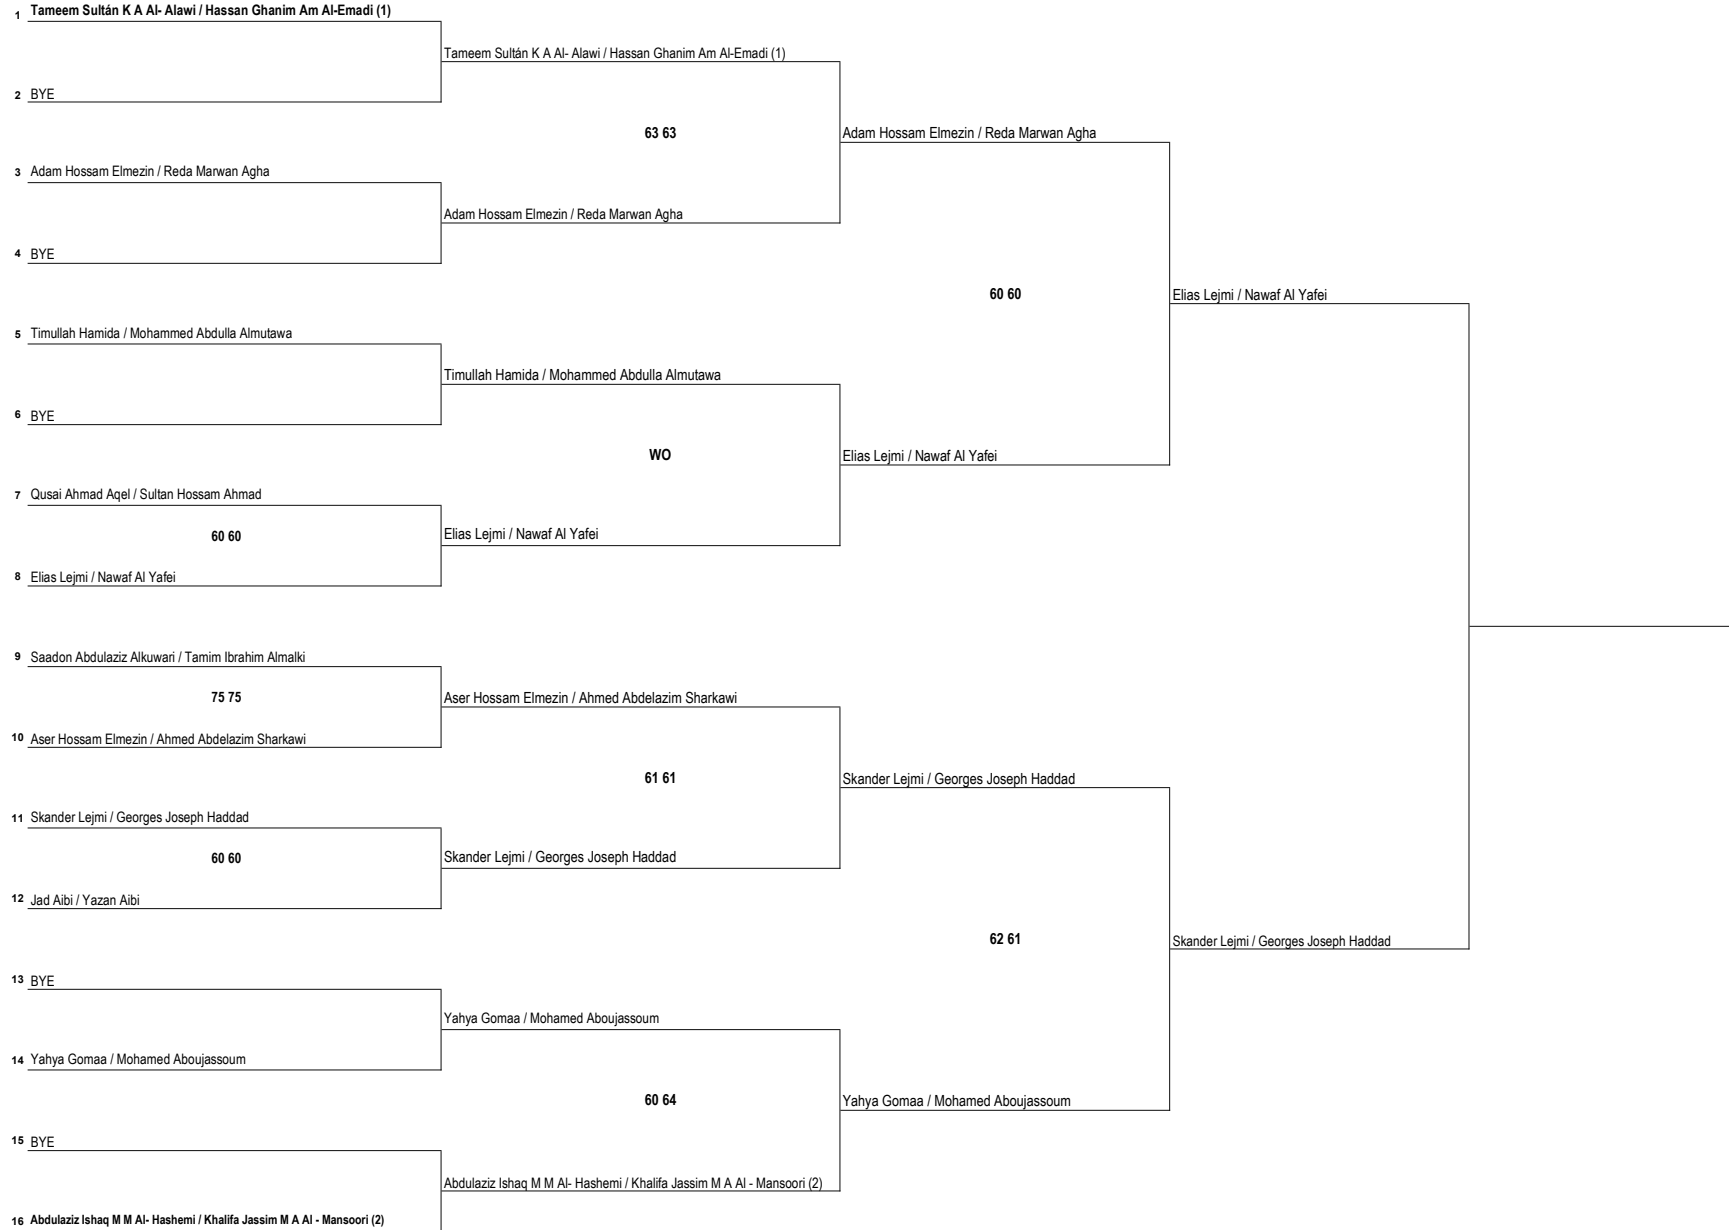 1 Tameem Sultán K A Al- Alawi / Hassan Ghanim Am Al-Emadi (1)
Tameem Sultán K A Al- Alawi / Hassan Ghanim Am Al-Emadi (1)
2 BYE
63 63
Adam Hossam Elmezin / Reda Marwan Agha
3 Adam Hossam Elmezin / Reda Marwan Agha
Adam Hossam Elmezin / Reda Marwan Agha
4 BYE
60 60
Elias Lejmi / Nawaf Al Yafei
5 Timullah Hamida / Mohammed Abdulla Almutawa
Timullah Hamida / Mohammed Abdulla Almutawa
6 BYE
WO
Elias Lejmi / Nawaf Al Yafei
7 Qusai Ahmad Aqel / Sultan Hossam Ahmad
60 60
Elias Lejmi / Nawaf Al Yafei
8 Elias Lejmi / Nawaf Al Yafei
9 Saadon Abdulaziz Alkuwari / Tamim Ibrahim Almalki
75 75
Aser Hossam Elmezin / Ahmed Abdelazim Sharkawi
10 Aser Hossam Elmezin / Ahmed Abdelazim Sharkawi
61 61
Skander Lejmi / Georges Joseph Haddad
11 Skander Lejmi / Georges Joseph Haddad
60 60
Skander Lejmi / Georges Joseph Haddad
12 Jad Aibi / Yazan Aibi
62 61
Skander Lejmi / Georges Joseph Haddad
13 BYE
Yahya Gomaa / Mohamed Aboujassoum
14 Yahya Gomaa / Mohamed Aboujassoum
60 64
Yahya Gomaa / Mohamed Aboujassoum
15 BYE
Abdulaziz Ishaq M M Al- Hashemi / Khalifa Jassim M A Al - Mansoori (2)
16 Abdulaziz Ishaq M M Al- Hashemi / Khalifa Jassim M A Al - Mansoori (2)